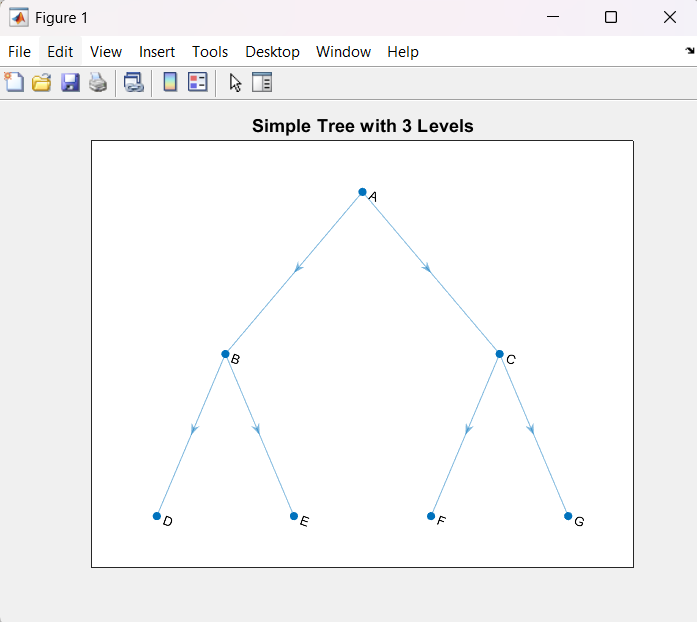 Figure 1
File Edit View Insert Tools Desktop Window Help
Simple Tree with 3 Levels
A
B C
D E F G